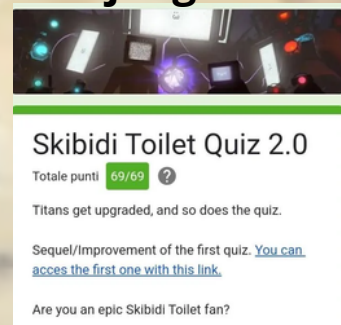 Skibidi Toilet Quiz 2.0
Totale punti 69/69 ?
Titans get upgraded, and so does the quiz.
Sequel/Improvement of the first quiz. You can
acces the first one with this link.
Are you an epic Skibidi Toilet fan?